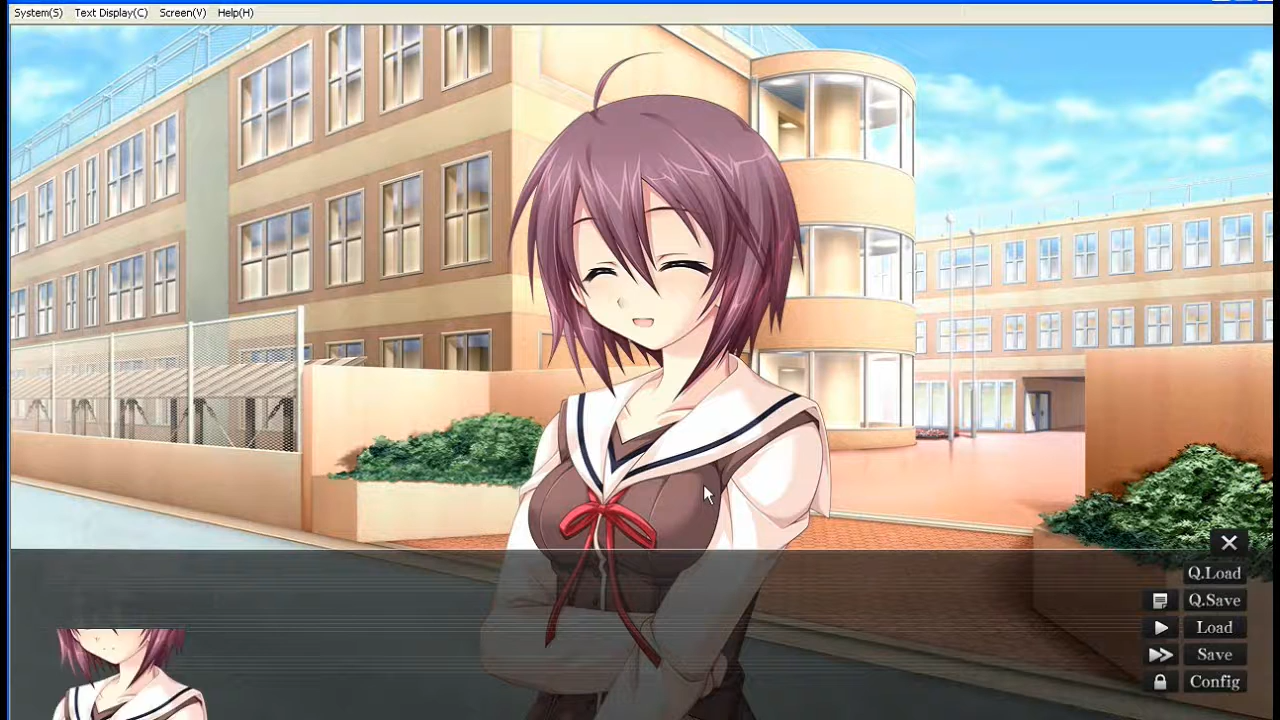 System(S) Text Display(C) Screen(V) Help(H)
Q.Load
Q.Save
Load
Save
Config